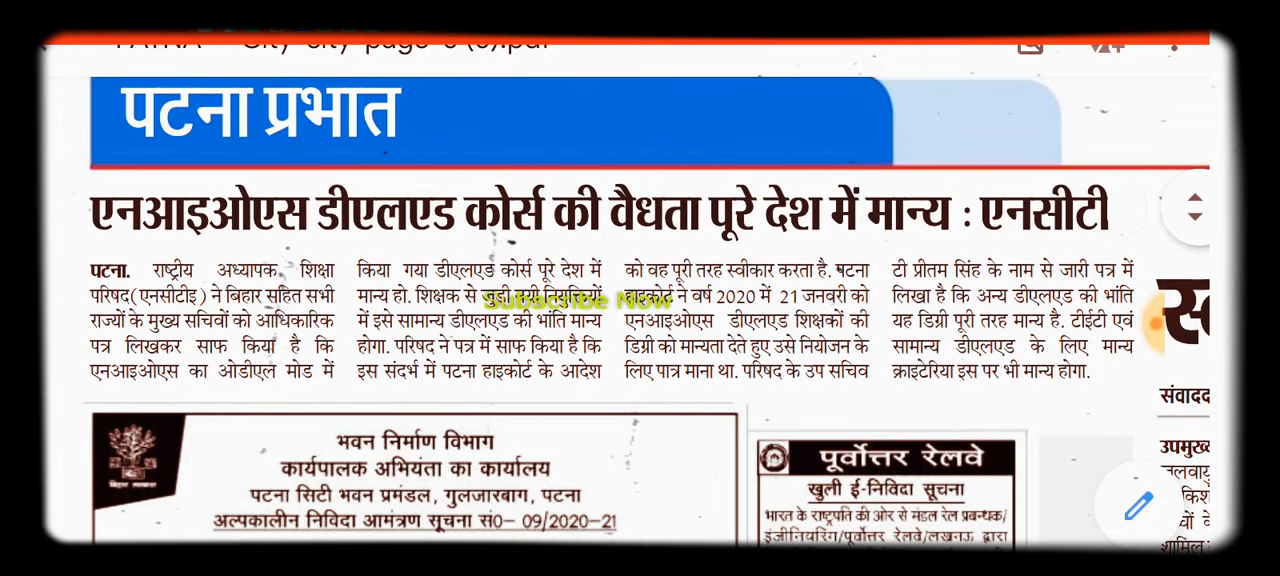 पटना प्रभात
एनआइओएस डीएलएड कोर्स की वैधता पूरे देश में मान्य : एनसीटी
पटना. राष्ट्रीय अध्यापक शिक्षा
परिषद(एनसीटीइ) ने बिहार सहित सभी
राज्यों के मुख्य सचिवों को आधिकारिक
पत्र लिखकर साफ किया है कि
एनआइओएस का ओडीएल मोड में
किया गया डीएलएड कोर्स पूरे देश में
मान्य हो. शिक्षक से जुड़ी
में इसे सामान्य डीएलएड की भांति मान्य
होगा. परिषद ने पत्र में साफ किया है कि
इस संदर्भ में पटना हाइकोर्ट के आदेश
को वह पूरी तरह स्वीकार करता है. पटना
हाइकोर्ट ने वर्ष 2020 में 21 जनवरी को
एनआइओएस डीएलएड शिक्षकों की
डिग्री को मान्यता देते हुए उसे नियोजन के
लिए पात्र माना था. परिषद के उप सचिव
टी प्रीतम सिंह के नाम से जारी पत्र में
लिखा है कि अन्य डीएलएड की भांति
यह डिग्री पूरी तरह मान्य है. टीईटी एवं
सामान्य डीएलएड के लिए मान्य
क्राइटेरिया इस पर भी मान्य होगा.
Subscribe Now
भवन निर्माण विभाग
कार्यपालक अभियंता का कार्यालय
पटना सिटी भवन प्रमंडल, गुलजारबाग, पटना
अल्पकालीन निविदा आमंत्रण सूचना सं0- 09/2020-21
पूर्वोत्तर रेलवे
खुली ई-निविदा सूचना
भारत के राष्ट्रपति की ओर से मंडल रेल प्रबन्धक/
इंजीनियरिंग/पूर्वोत्तर रेलवे/लखनऊ द्वारा